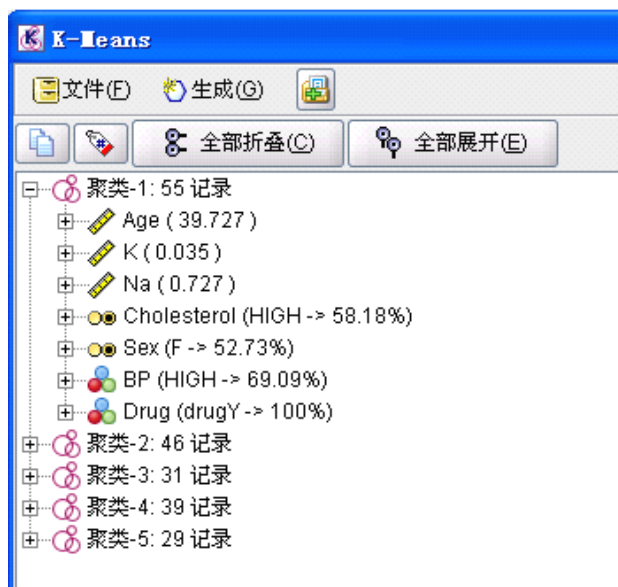 K-Means
文件(F) 生成(G)
全部折叠(C) 全部展开(E)
聚类-1: 55 记录
Age ( 39.727 )
K ( 0.035 )
Na ( 0.727 )
Cholesterol (HIGH -> 58.18%)
Sex (F -> 52.73%)
BP (HIGH -> 69.09%)
Drug (drugY -> 100%)
聚类-2: 46 记录
聚类-3: 31 记录
聚类-4: 39 记录
聚类-5: 29 记录